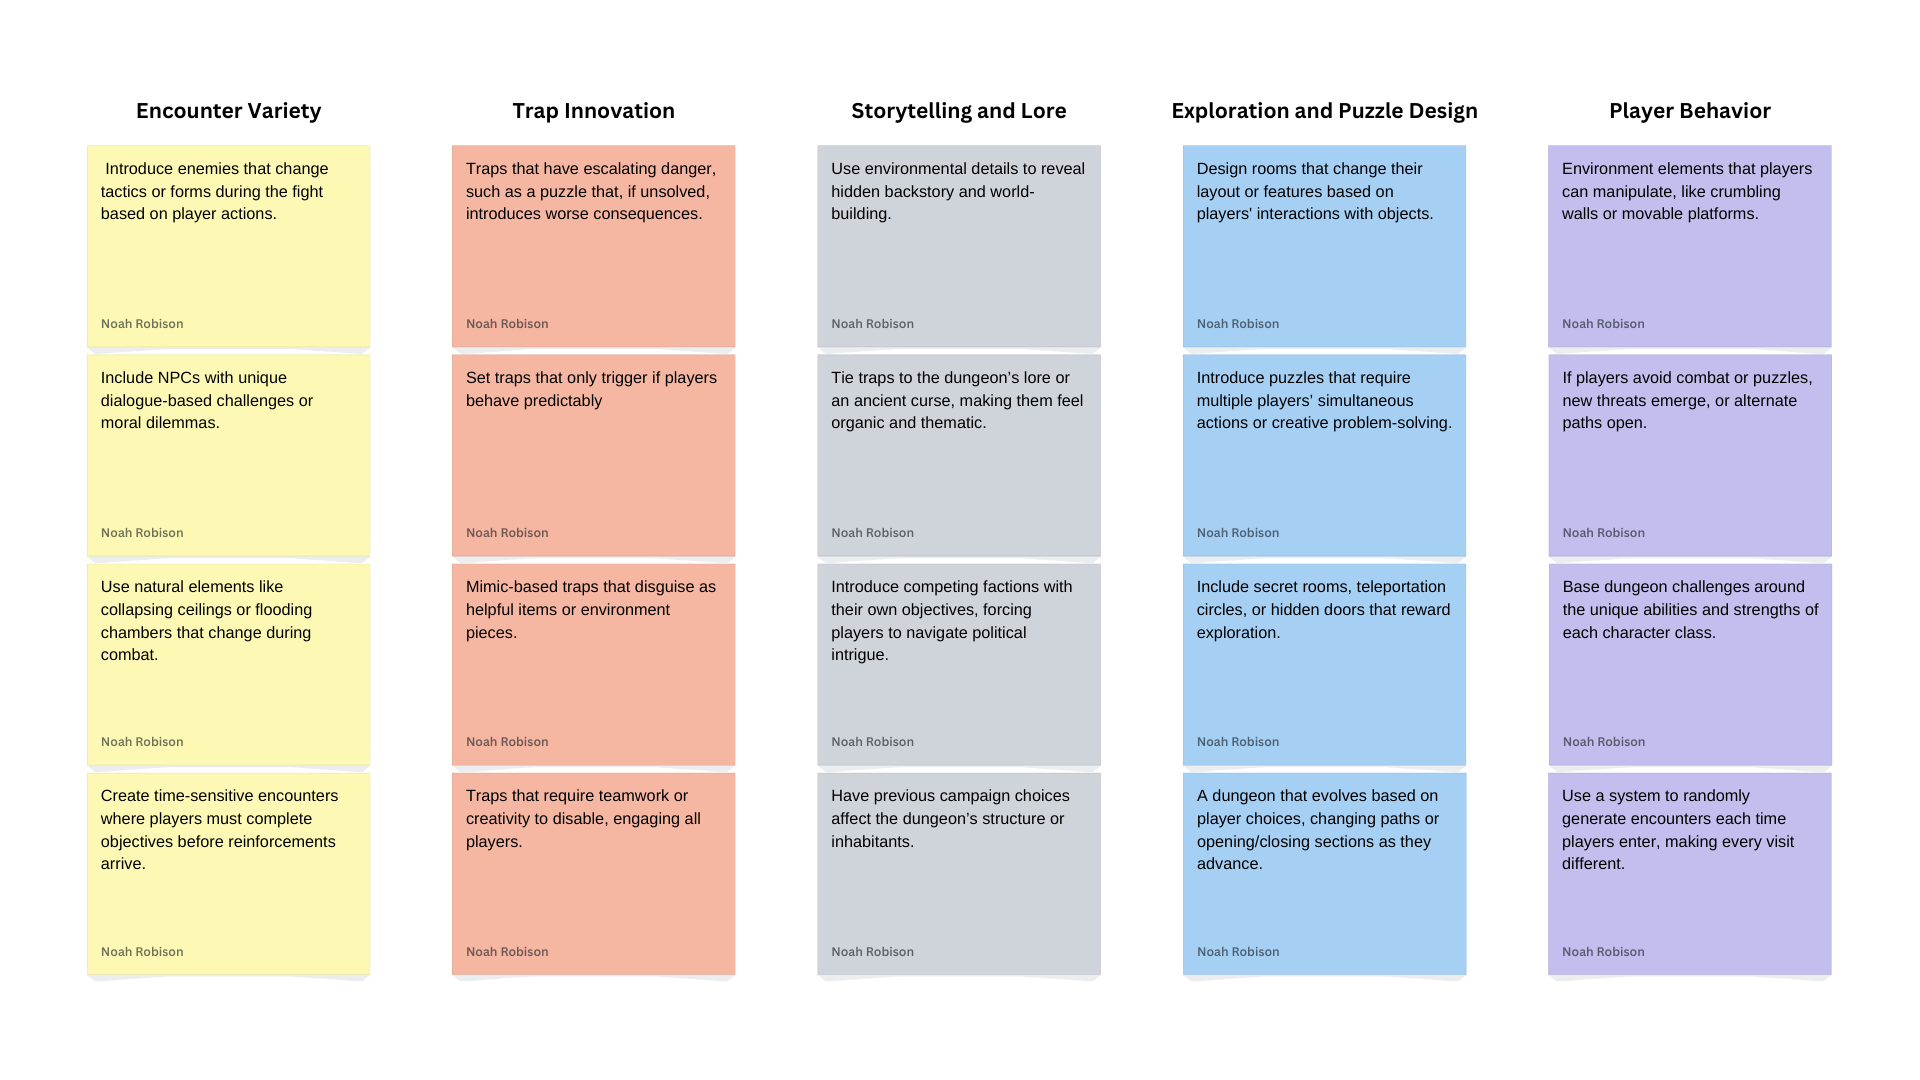 Encounter Variety
Introduce enemies that change
tactics or forms during the fight
based on player actions.
Noah Robison
Include NPCs with unique
dialogue-based challenges or
moral dilemmas.
Noah Robison
Use natural elements like
collapsing ceilings or flooding
chambers that change during
combat.
Noah Robison
Create time-sensitive encounters
where players must complete
objectives before reinforcements
arrive.
Noah Robison
Trap Innovation
Traps that have escalating danger,
such as a puzzle that, if unsolved,
introduces worse consequences.
Noah Robison
Set traps that only trigger if players
behave predictably
Noah Robison
Mimic-based traps that disguise as
helpful items or environment
pieces.
Noah Robison
Traps that require teamwork or
creativity to disable, engaging all
players.
Noah Robison
Storytelling and Lore
Use environmental details to reveal
hidden backstory and world-
building.
Noah Robison
Tie traps to the dungeon’s lore or
an ancient curse, making them feel
organic and thematic.
Noah Robison
Introduce competing factions with
their own objectives, forcing
players to navigate political
intrigue.
Noah Robison
Have previous campaign choices
affect the dungeon’s structure or
inhabitants.
Noah Robison
Exploration and Puzzle Design
Design rooms that change their
layout or features based on
players' interactions with objects.
Noah Robison
Introduce puzzles that require
multiple players’ simultaneous
actions or creative problem-solving.
Noah Robison
Include secret rooms, teleportation
circles, or hidden doors that reward
exploration.
Noah Robison
A dungeon that evolves based on
player choices, changing paths or
opening/closing sections as they
advance.
Noah Robison
Player Behavior
Environment elements that players
can manipulate, like crumbling
walls or movable platforms.
Noah Robison
If players avoid combat or puzzles,
new threats emerge, or alternate
paths open.
Noah Robison
Base dungeon challenges around
the unique abilities and strengths of
each character class.
Noah Robison
Use a system to randomly
generate encounters each time
players enter, making every visit
different.
Noah Robison